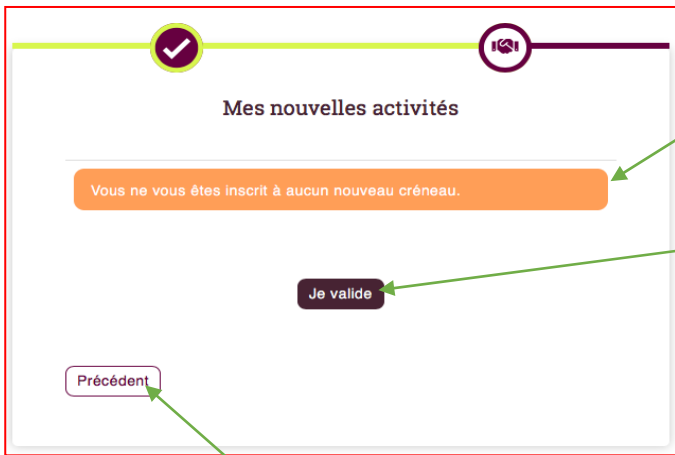 Mes nouvelles activités
Vous ne vous êtes inscrit à aucun nouveau créneau.
Je valide
Précédent